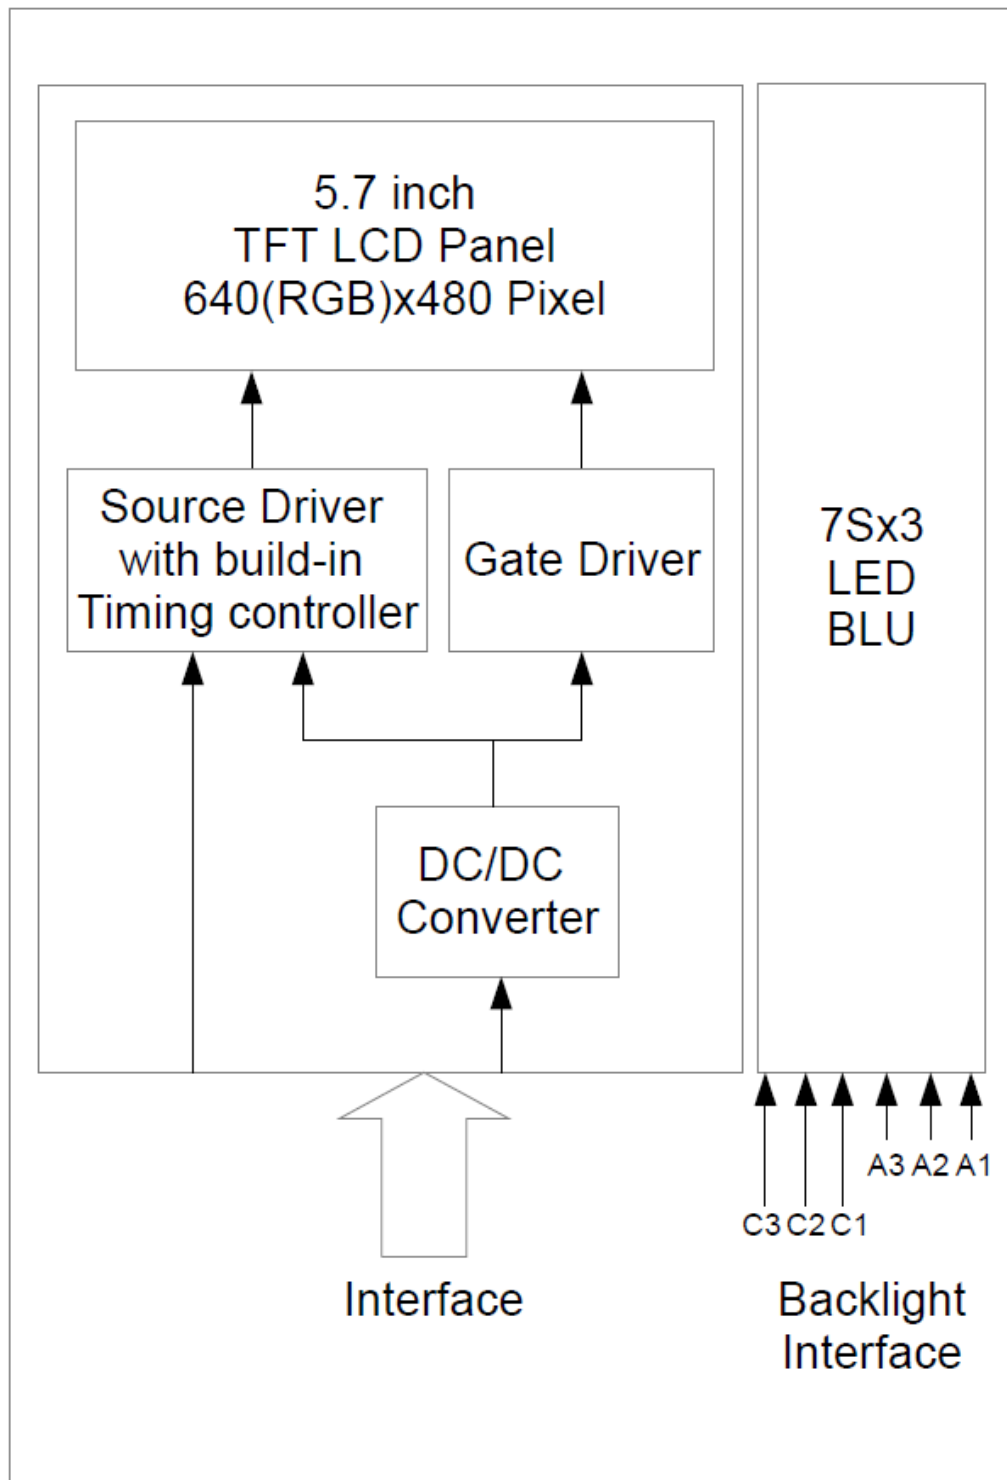 5.7 inch
TFT LCD Panel
640(RGB)x480 Pixel
Source Driver
with build-in
Timing controller
Gate Driver
7Sx3
LED
BLU
DC/DC
Converter
A3 A2 A1
C3 C2 C1
Interface
Backlight
Interface